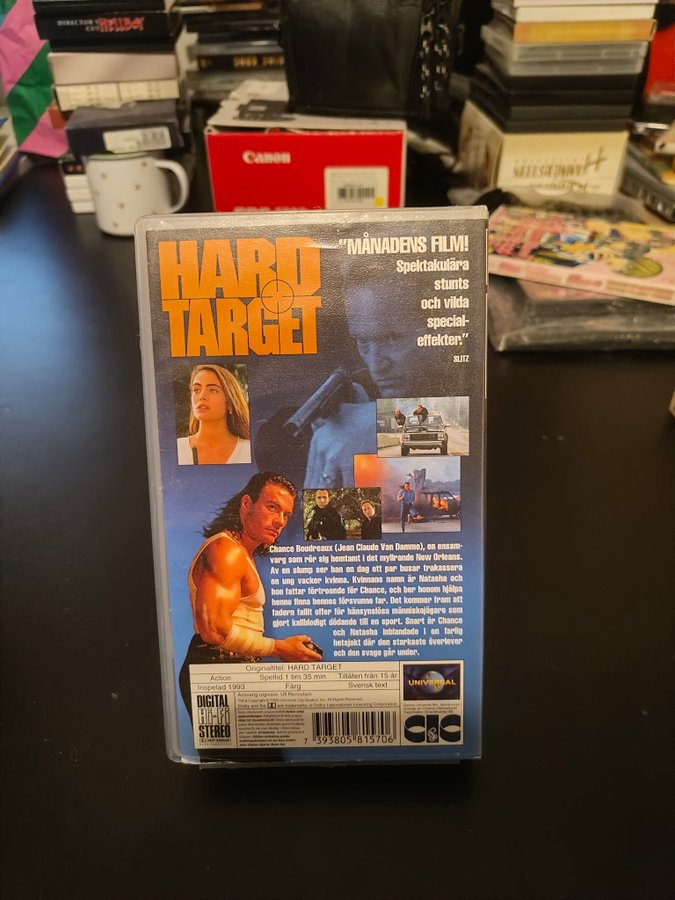 DIRECTOR'S
CUT HELLBOY
Canon
HARD
TARGET
"MÅNADENS FILM!
Spektakulära
stunts
och vilda
special-
effekter."
SLITZ
Chance Boudreaux (Jean Claude Van Damme), en ensam-
varg som rör sig hemtamt i det myllrande New Orleans.
Av en slump ser han en dag ett par busar trakassera
en ung vacker kvinna. Kvinnans namn är Natasha och
hon fattar förtroende för Chance, och ber honom hjälpa
henne finna hennes försvunne far. Det kommer fram att
fadern fallit offer för hänsynslösa människojägare som
gjort kallblodigt dödande till en sport. Snart är Chance
och Natasha inblandade i en farlig
hetsjakt där den starkaste överlever
och den svage går under.
Originaltitel: HARD TARGET
Action Speltid 1 tim 35 min Tillåten från 15 år
Inspelad 1993 Färg Svensk text
DIGITAL
Hi-Fi
STEREO
Ansvarig utgivare: Ulf Rennstam
UNIVERSAL
CIC
7 393805 815706